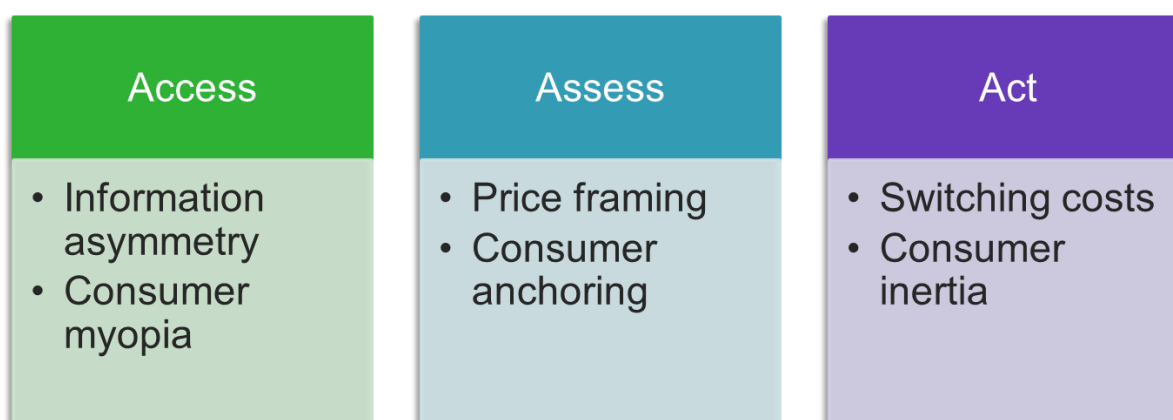 Access
• Information
asymmetry
• Consumer
myopia
Assess
• Price framing
• Consumer
anchoring
Act
• Switching costs
• Consumer
inertia